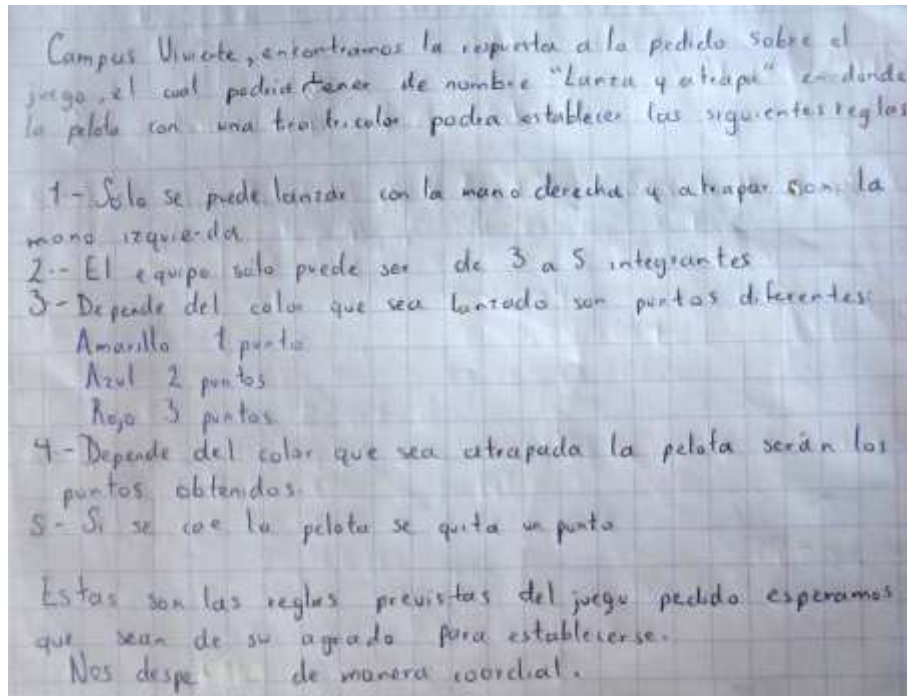 Campus Viviente, encontramos la respuesta a lo pedido sobre el
juego, el cual podria tener de nombre "Lanza y atrapa" en donde
la pelota con una tricolor podra establecer las siguientes reglas
1- Solo se puede lanzar con la mano derecha y atrapar con la
mano izquierda
2.- El equipo solo puede ser de 3 a 5 integrantes
3- Depende del color que sea lanzado son puntos diferentes:
Amarillo 1 punto
Azul 2 puntos
Rojo 3 puntos
4- Depende del color que sea atrapada la pelota serán los
puntos obtenidos.
5- Si se cae la pelota se quita un punto
Estas son las reglas previstas del juego pedido esperamos
que sean de su agrado para establecerse.
Nos despe de manera coordial.